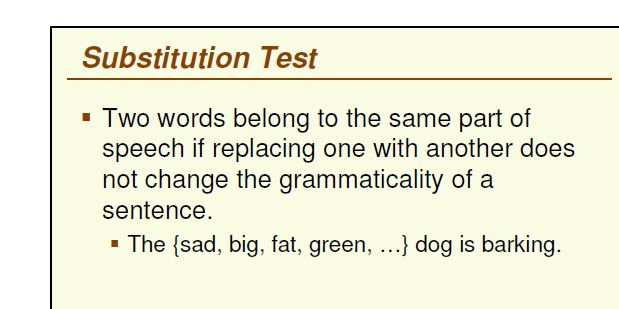 Substitution Test
▪ Two words belong to the same part of
speech if replacing one with another does
not change the grammaticality of a
sentence.
▪ The {sad, big, fat, green, …} dog is barking.